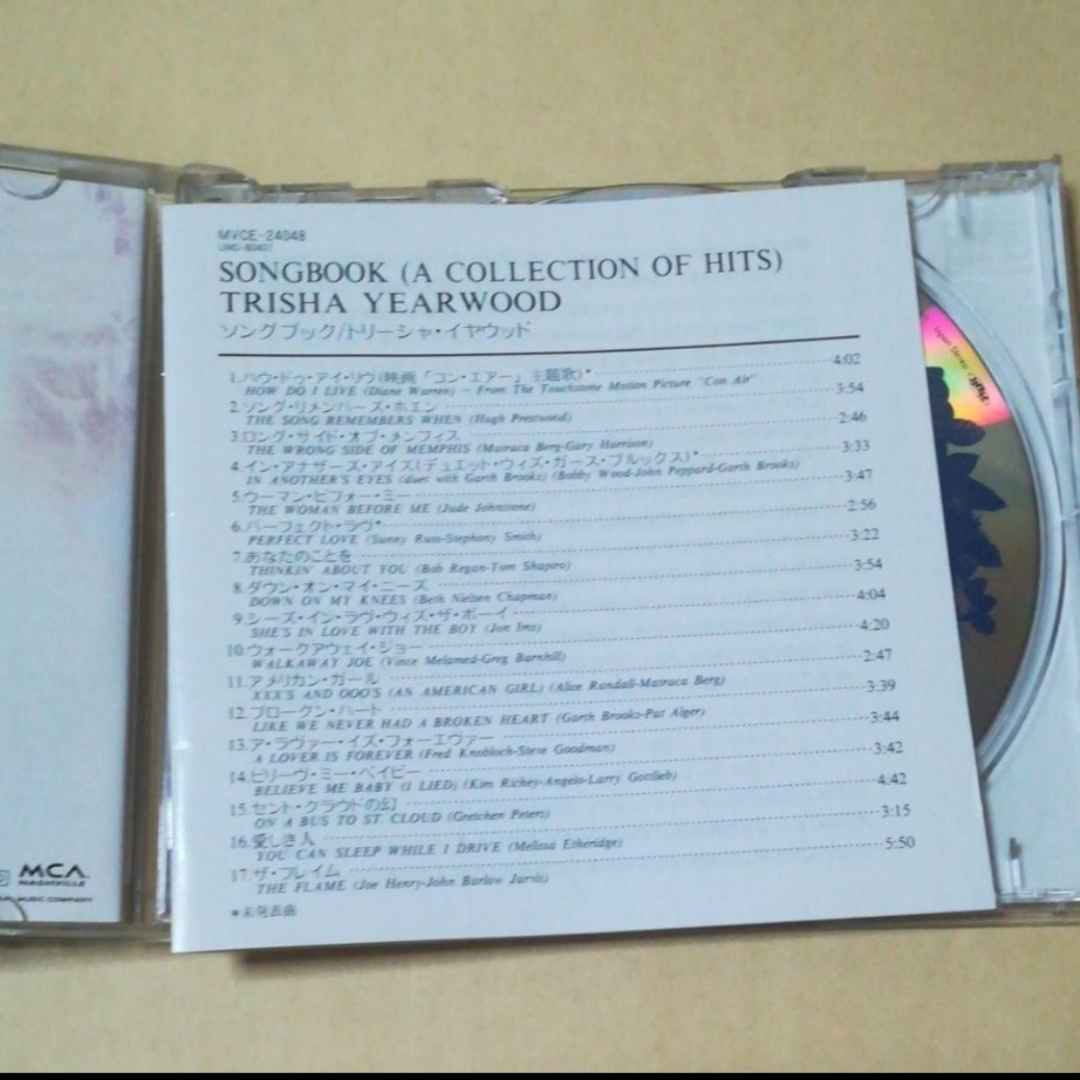 MVCE-24048
SONGBOOK (A COLLECTION OF HITS)
TRISHA YEARWOOD
ソングブック/トリーシャ・イヤウッド
1.ハウ・ドゥ・アイ・リヴ(映画「コン・エアー」主題歌)* 4:02
HOW DO I LIVE (Diane Warren) – From The Touchstone Motion Picture "Con Air"
2.ソング・リメンバーズ・ホエン 3:54
THE SONG REMEMBERS WHEN (Hugh Prestwood)
3.ロング・サイド・オブ・メンフィス 2:46
THE WRONG SIDE OF MEMPHIS (Matraca Berg-Gary Harrison)
4.イン・アナザーズ・アイズ(デュエット・ウィズ・ガース・ブルックス)* 3:33
IN ANOTHER'S EYES (duet with Garth Brooks) (Bobby Wood-John Peppard-Garth Brooks)
5.ウーマン・ビフォー・ミー 3:47
THE WOMAN BEFORE ME (Jude Johnstone)
6.パーフェクト・ラヴ* 2:56
PERFECT LOVE (Sunny Russ-Stephony Smith)
7.あなたのことを 3:22
THINKIN' ABOUT YOU (Bob Regan-Tom Shapiro)
8.ダウン・オン・マイ・ニーズ 3:54
DOWN ON MY KNEES (Beth Nielsen Chapman)
9.シーズ・イン・ラヴ・ウィズ・ザ・ボーイ 4:04
SHE'S IN LOVE WITH THE BOY (Jon Ims)
10.ウォークアウェイ・ジョー 4:20
WALKAWAY JOE (Vince Melamed-Greg Barnhill)
11.アメリカン・ガール 2:47
XXX'S AND OOO'S (AN AMERICAN GIRL) (Alice Randall-Matraca Berg)
12.ブロークン・ハート 3:39
LIKE WE NEVER HAD A BROKEN HEART (Garth Brooks-Pat Alger)
13.ア・ラヴァー・イズ・フォーエヴァー 3:44
A LOVER IS FOREVER (Fred Knobloch-Steve Goodman)
14.ビリーヴ・ミー・ベイビー 3:42
BELIEVE ME BABY (I LIED) (Kim Richey-Angelo-Larry Gottlieb)
15.セント・クラウドの幻 4:42
ON A BUS TO ST. CLOUD (Gretchen Peters)
16.愛しき人 3:15
YOU CAN SLEEP WHILE I DRIVE (Melissa Etheridge)
17.ザ・フレイム 5:50
THE FLAME (Joe Henry-John Barlow Jarvis)
*未発表曲
MCA
NASHVILLE
MUSIC COMPANY